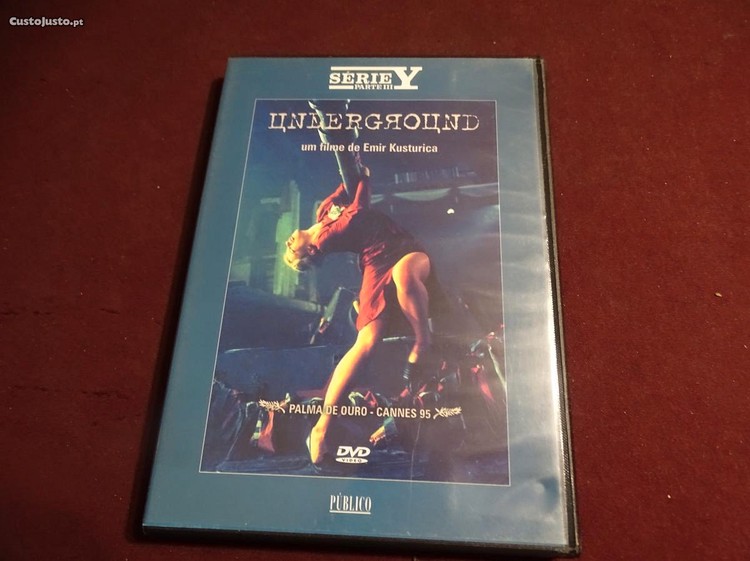 CustoJusto.pt
SÉRIE Y
PARTE III
UNDERGROUND
um filme de Emir Kusturica
PALMA DE OURO - CANNES 95
DVD
VIDEO
PÚBLICO